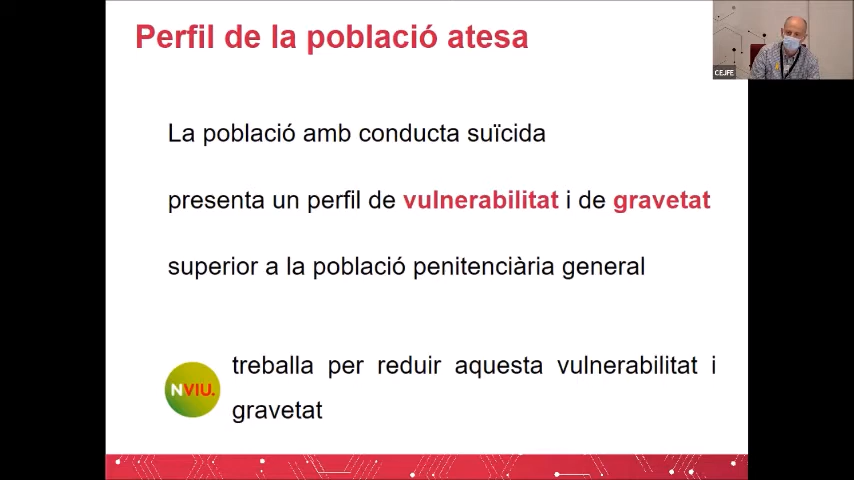 Perfil de la població atesa
CEJFE
La població amb conducta suïcida
presenta un perfil de vulnerabilitat i de gravetat
superior a la població penitenciària general
NVIU.
treballa per reduir aquesta vulnerabilitat i
gravetat